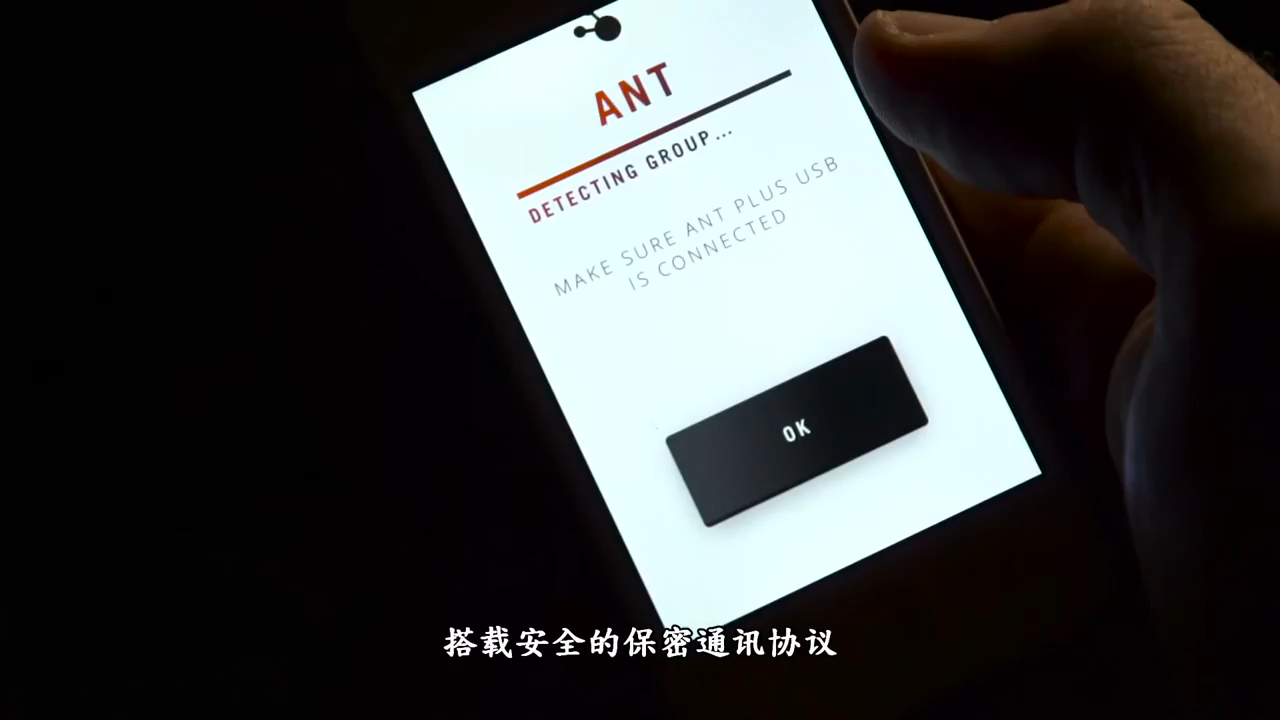 ANT
DETECTING GROUP...
MAKE SURE ANT PLUS USB
IS CONNECTED
OK
搭载安全的保密通讯协议